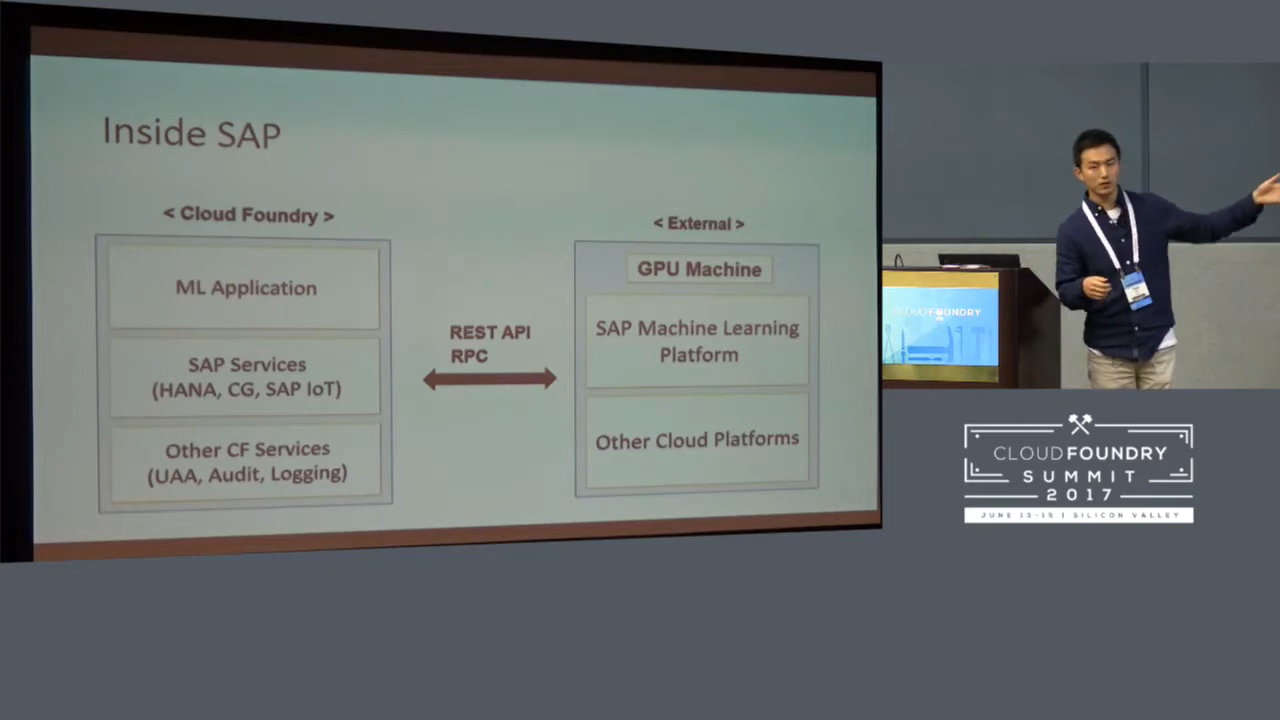 Inside SAP
< Cloud Foundry >
ML Application
SAP Services
(HANA, CG, SAP IoT)
Other CF Services
(UAA, Audit, Logging)
REST API
RPC
< External >
GPU Machine
SAP Machine Learning
Platform
Other Cloud Platforms
CLOUD FOUNDRY
CLOUD FOUNDRY
SUMMIT
2017
JUNE 13-15 | SILICON VALLEY